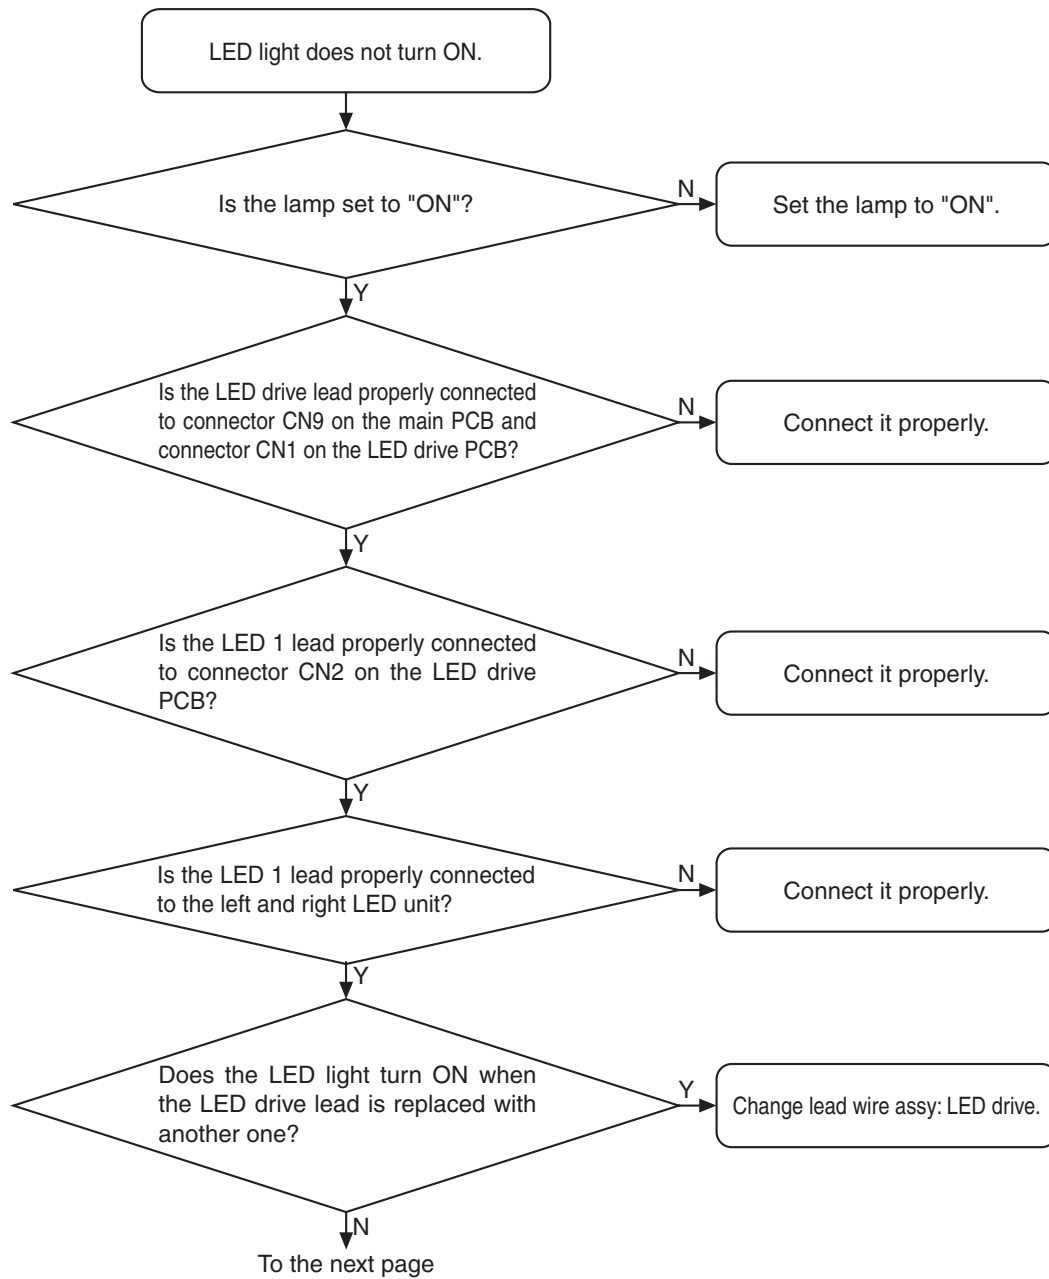 LED light does not turn ON.
Is the lamp set to "ON"?
N
Set the lamp to "ON".
Y
Is the LED drive lead properly connected
to connector CN9 on the main PCB and
connector CN1 on the LED drive PCB?
N
Connect it properly.
Y
Is the LED 1 lead properly connected
to connector CN2 on the LED drive
PCB?
N
Connect it properly.
Y
Is the LED 1 lead properly connected
to the left and right LED unit?
N
Connect it properly.
Y
Does the LED light turn ON when
the LED drive lead is replaced with
another one?
Y
Change lead wire assy: LED drive.
N
To the next page